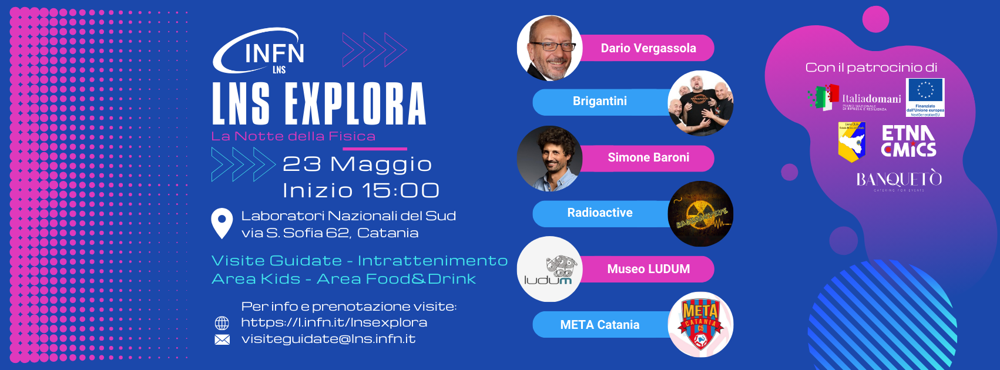 INFN
LNS
LNS EXPLORA
La Notte della Fisica
23 Maggio
Inizio 15:00
Laboratori Nazionali del Sud
via S. Sofia 62, Catania
Visite Guidate - Intrattenimento
Area Kids - Area Food&Drink
Per info e prenotazione visite:
https://l.infn.it/lnsexplora
visiteguidate@lns.infn.it
Dario Vergassola
Brigantini
BRIGANTINI
Simone Baroni
Radioactive
RADIOACTIVE
ludum
Museo LUDUM
META Catania
META
CATANIA
C5
Con il patrocinio di
Italiadomani
PIANO NAZIONALE
DI RIPRESA E RESILIENZA
Finanziato
dall'Unione europea
NextGenerationEU
Lions Club
ETNA
COMICS
BANQUETÒ
CATERING FOR EVENTS